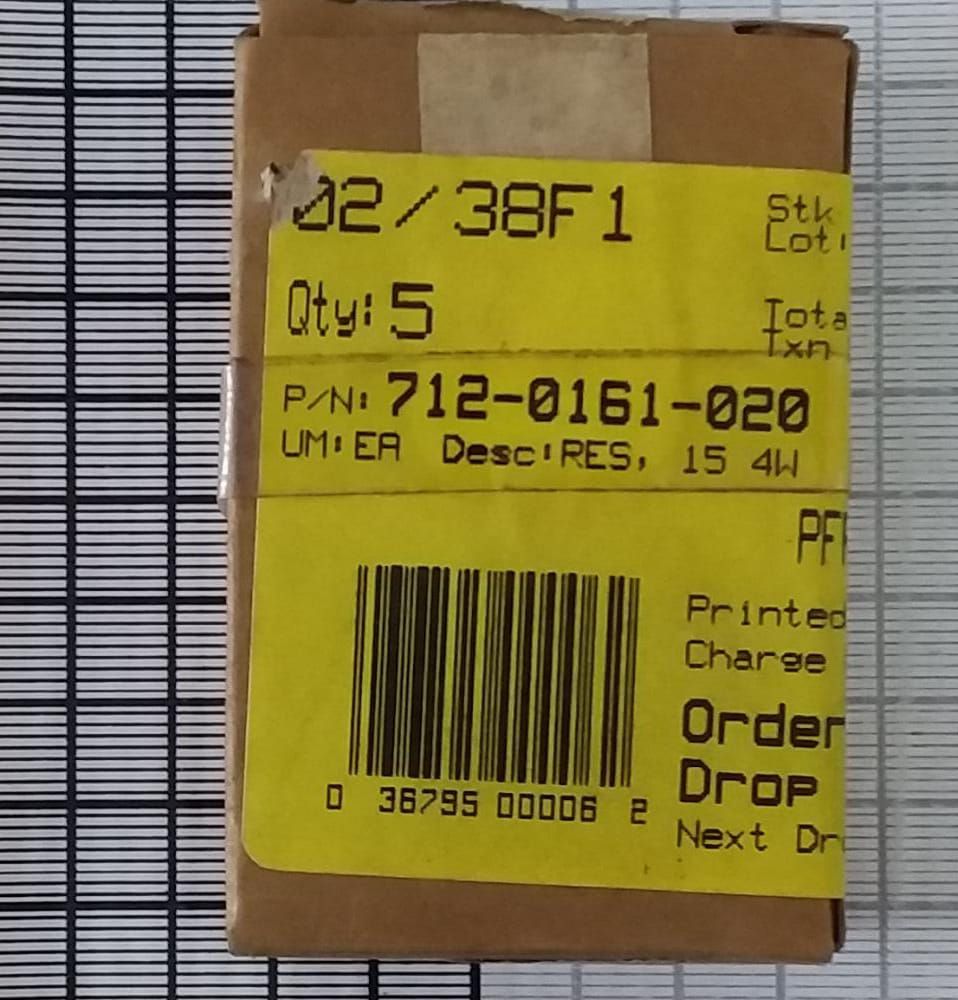 02/38F1
Stk
Lot:
Qty: 5
Tota
Txn
P/N: 712-0161-020
UM: EA Desc: RES, 15 4W
Printed
Charge
Order
Drop
Next Dr
0 36795 00006 2